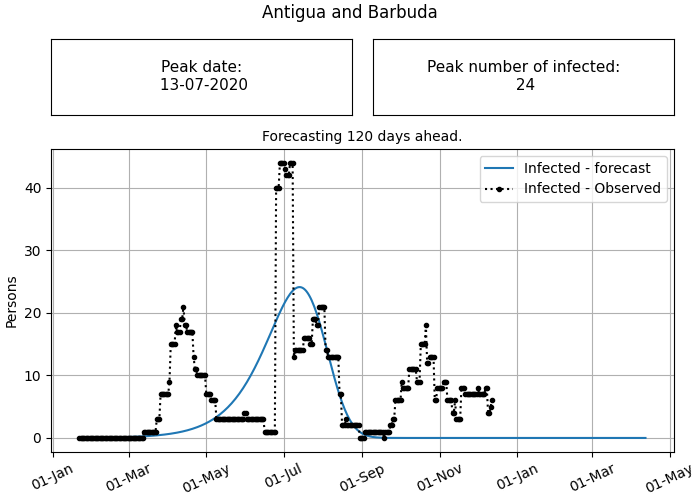 Antigua and Barbuda
Peak date:
13-07-2020
Peak number of infected:
24
Forecasting 120 days ahead.
Infected - forecast
Infected - Observed
Persons
40
30
20
10
0
01-Jan
01-Mar
01-May
01-Jul
01-Sep
01-Nov
01-Jan
01-Mar
01-May